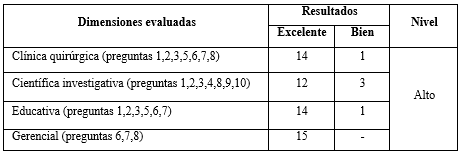 Dimensiones evaluadas Resultados Nivel
Excelente Bien
Clínica quirúrgica (preguntas 1,2,3,5,6,7,8) 14 1
Científica investigativa (preguntas 1,2,3,4,8,9,10) 12 3
Alto
Educativa (preguntas 1,2,3,5,6,7) 14 1
Gerencial (preguntas 6,7,8) 15 -